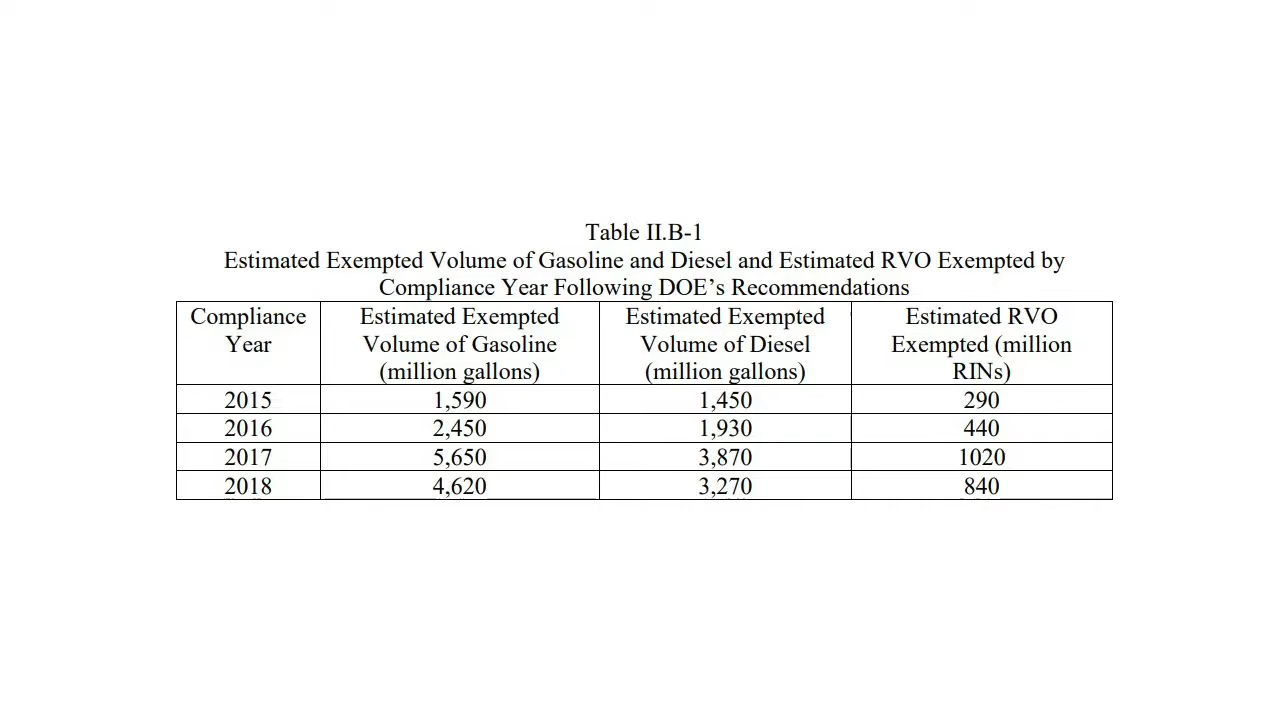 Table II.B-1
Estimated Exempted Volume of Gasoline and Diesel and Estimated RVO Exempted by
Compliance Year Following DOE’s Recommendations
Compliance Year Estimated Exempted Volume of Gasoline (million gallons) Estimated Exempted Volume of Diesel (million gallons) Estimated RVO Exempted (million RINs)
2015 1,590 1,450 290
2016 2,450 1,930 440
2017 5,650 3,870 1020
2018 4,620 3,270 840